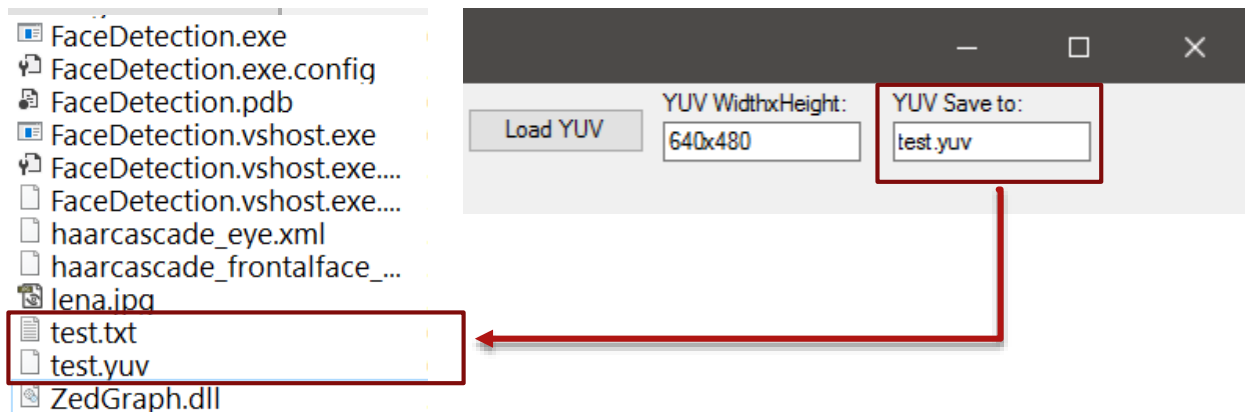 FaceDetection.exe
FaceDetection.exe.config
FaceDetection.pdb
FaceDetection.vshost.exe
FaceDetection.vshost.exe....
FaceDetection.vshost.exe....
haarcascade_eye.xml
haarcascade_frontalface_...
lena.jpg
test.txt
test.yuv
ZedGraph.dll
Load YUV
YUV WidthxHeight:
640x480
YUV Save to:
test.yuv